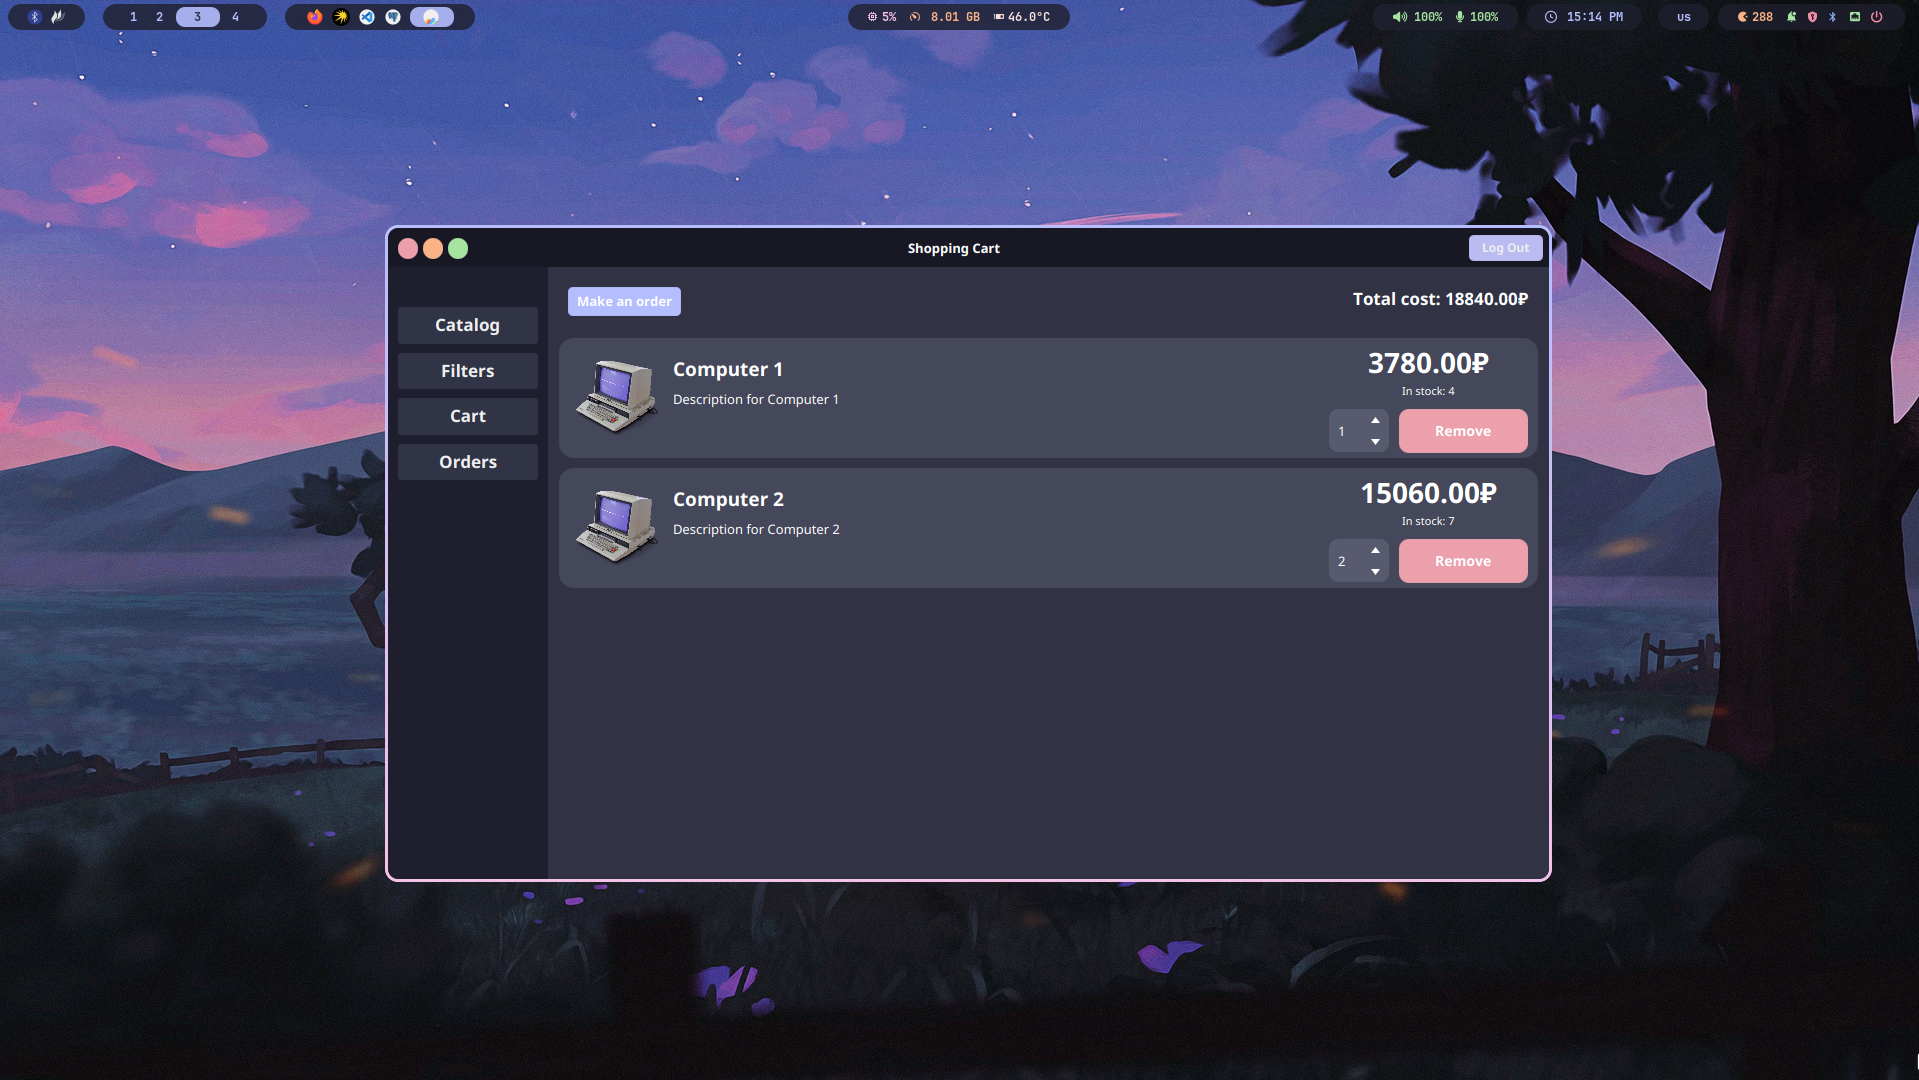 1 2 3 4
5% 8.01 GB 46.0°C
100% 100% 15:14 PM us 288
Shopping Cart
Log Out
Catalog
Filters
Cart
Orders
Make an order
Total cost: 18840.00₽
Computer 1
Description for Computer 1
3780.00₽
In stock: 4
1
Remove
Computer 2
Description for Computer 2
15060.00₽
In stock: 7
2
Remove